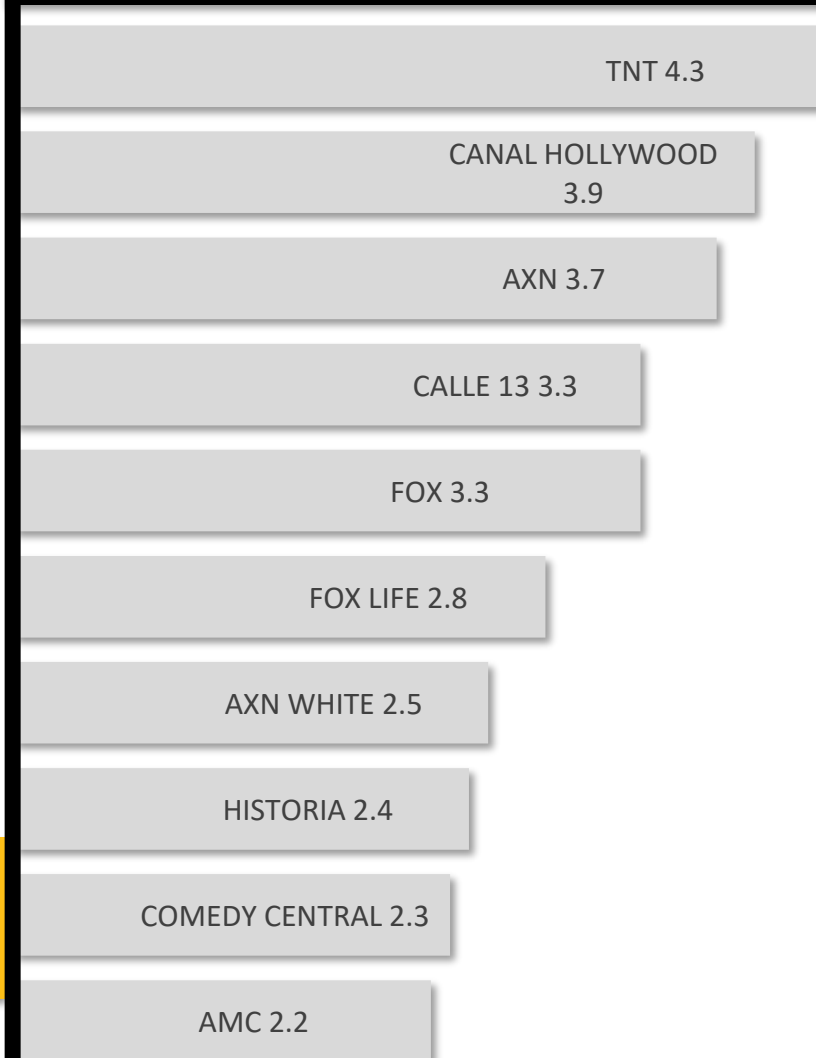 TNT 4.3
CANAL HOLLYWOOD
3.9
AXN 3.7
CALLE 13 3.3
FOX 3.3
FOX LIFE 2.8
AXN WHITE 2.5
HISTORIA 2.4
COMEDY CENTRAL 2.3
AMC 2.2